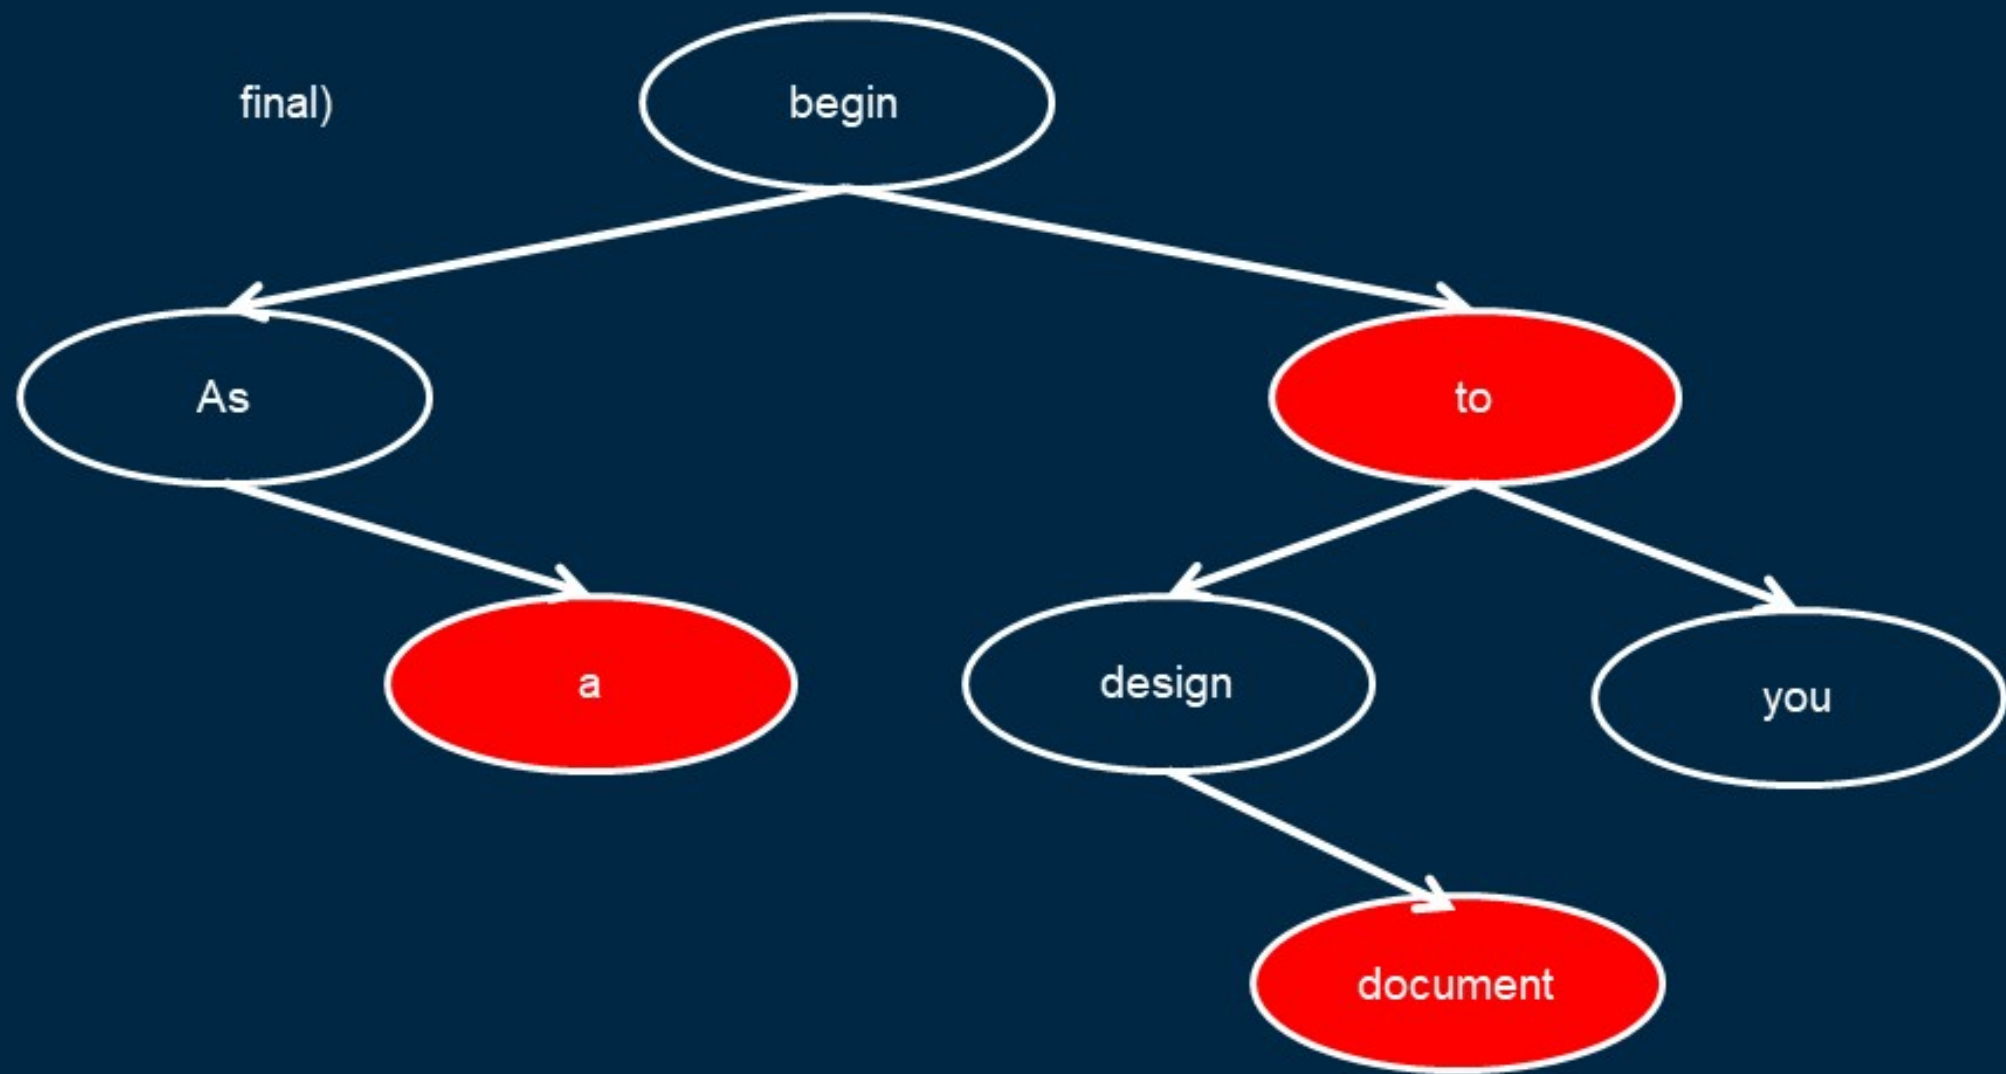 final)
begin
As
to
a
design
you
document